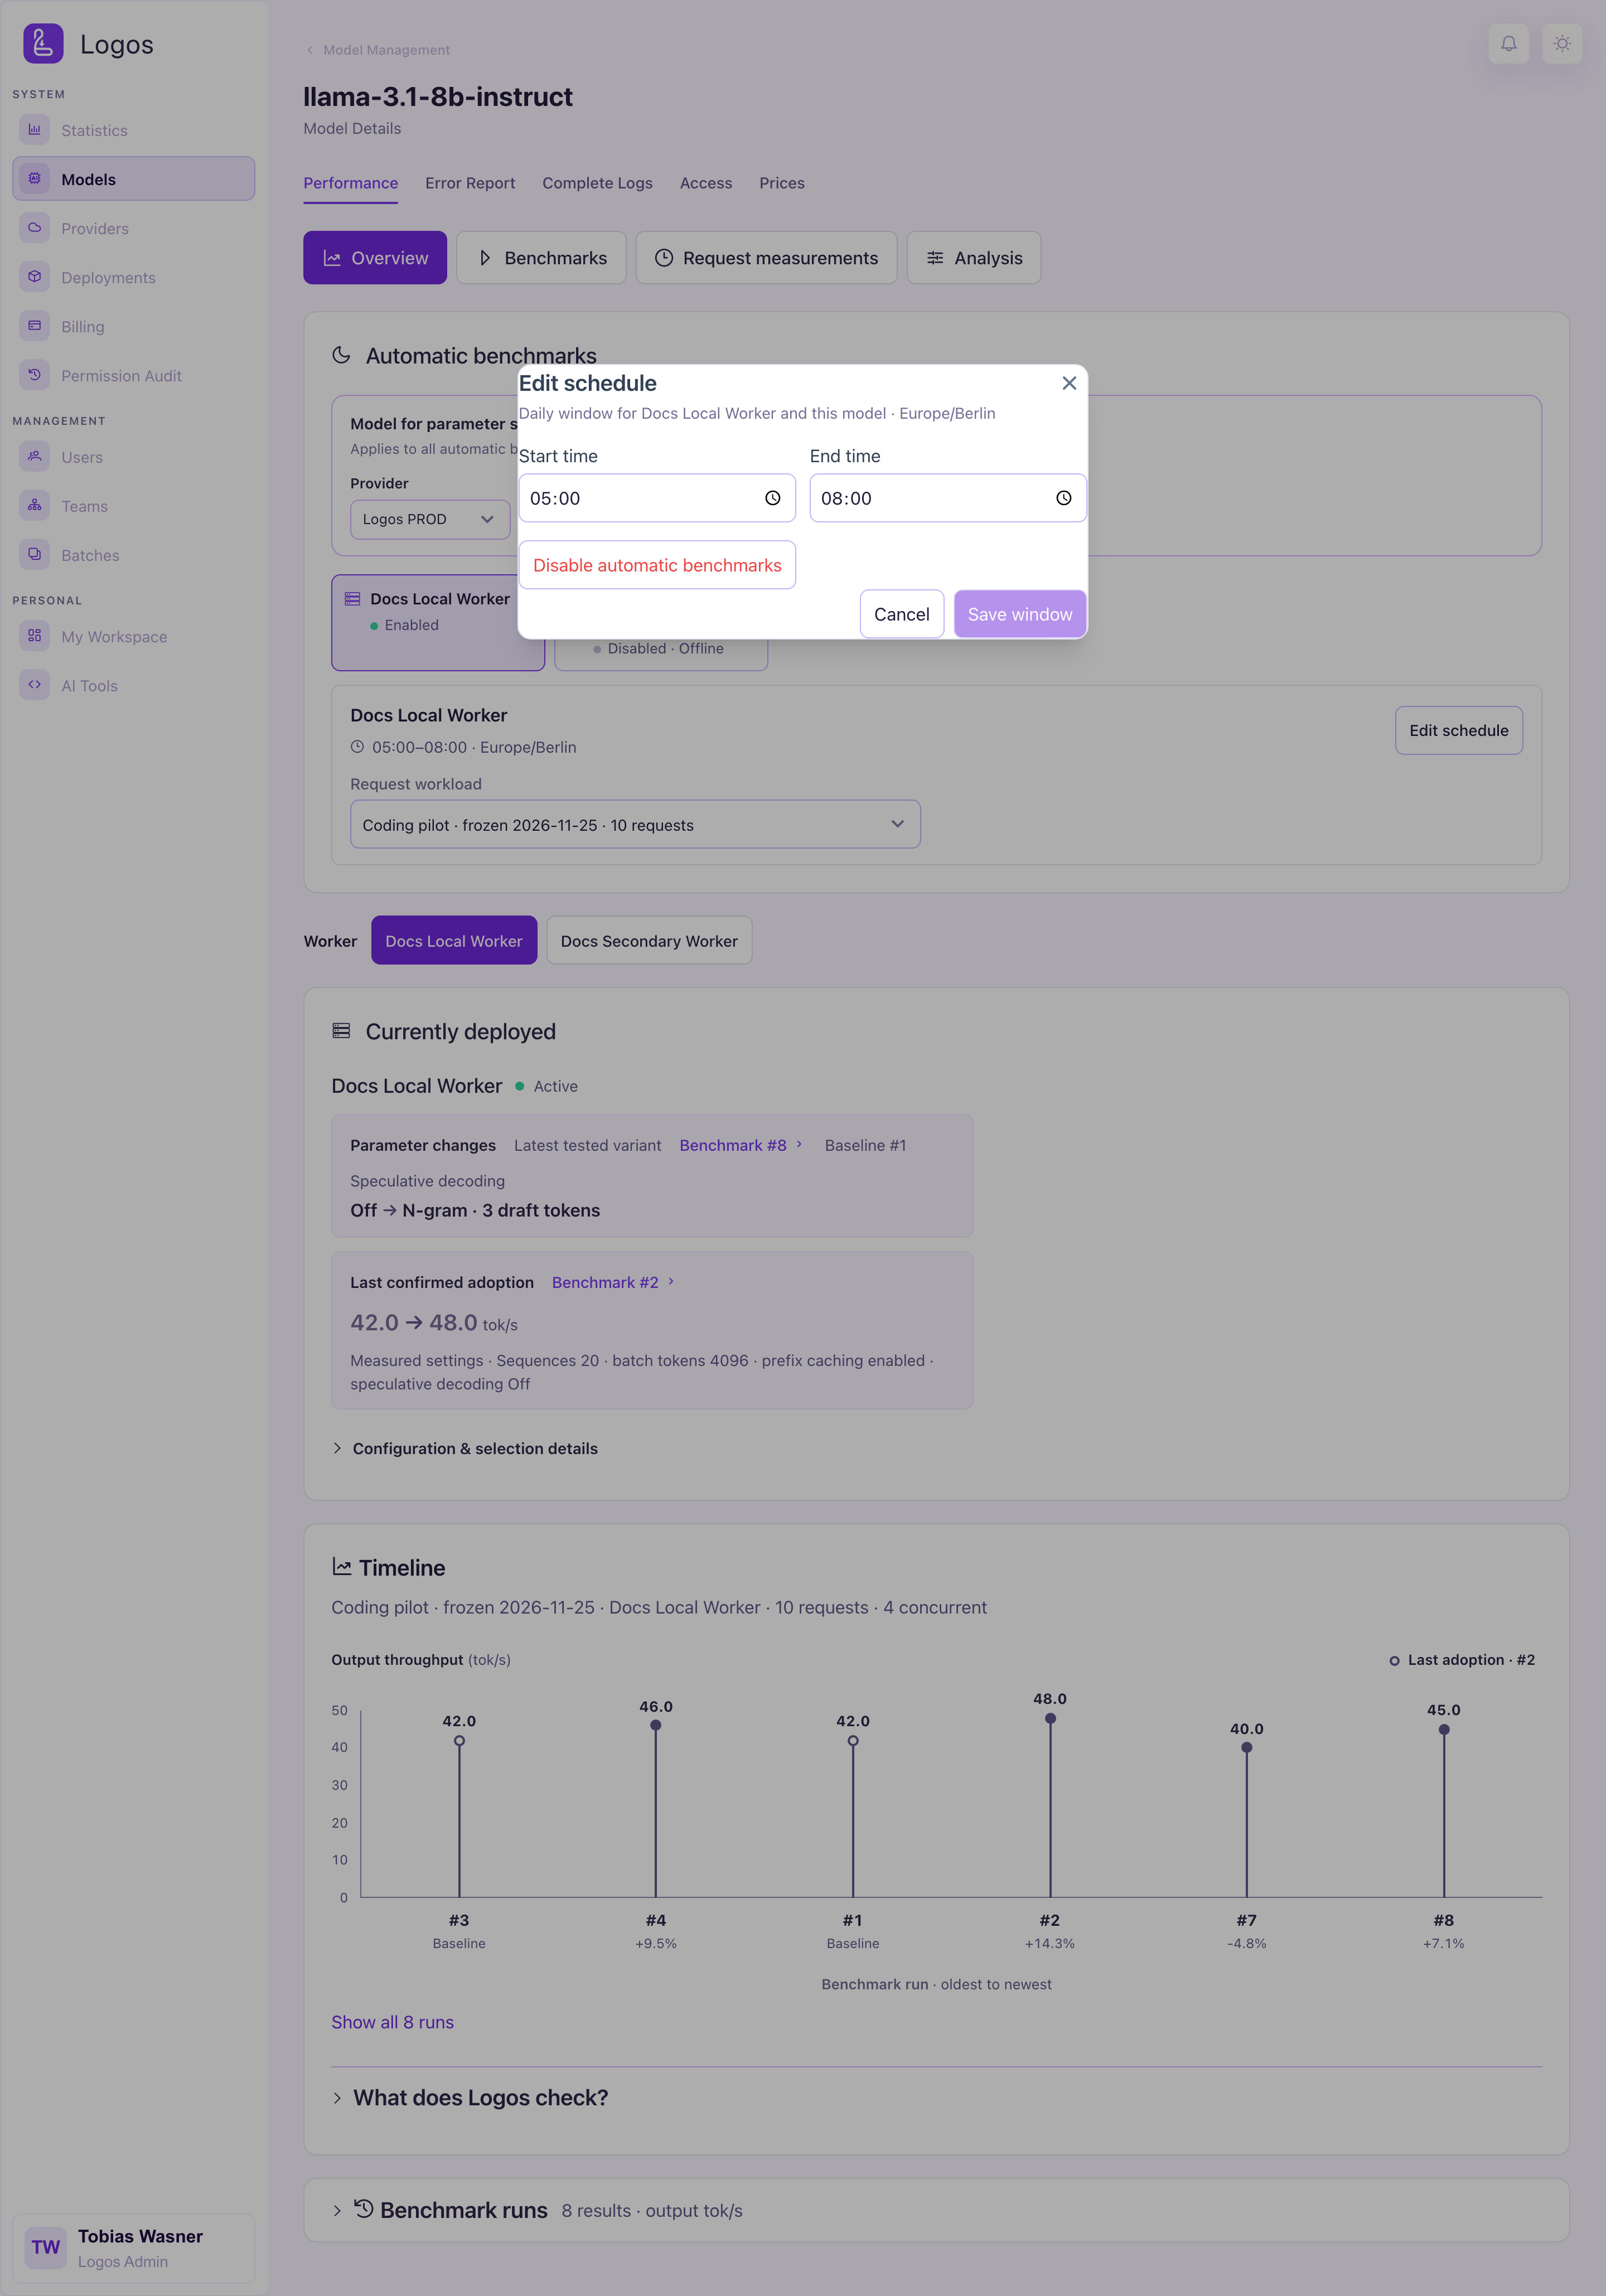 Logos
SYSTEM
Statistics
Models
Providers
Deployments
Billing
Permission Audit
MANAGEMENT
Users
Teams
Batches
PERSONAL
My Workspace
AI Tools
TW
Tobias Wasner
Logos Admin
Model Management
llama-3.1-8b-instruct
Model Details
Performance Error Report Complete Logs Access Prices
Overview Benchmarks Request measurements Analysis
Automatic benchmarks
Model for parameter s
Applies to all automatic b
Provider
Logos PROD
Edit schedule
Daily window for Docs Local Worker and this model · Europe/Berlin
Start time End time
05:00 08:00
Disable automatic benchmarks
Cancel Save window
Docs Local Worker
Enabled
Disabled · Offline
Docs Local Worker
05:00–08:00 · Europe/Berlin
Edit schedule
Request workload
Coding pilot · frozen 2026-11-25 · 10 requests
Worker Docs Local Worker Docs Secondary Worker
Currently deployed
Docs Local Worker Active
Parameter changes Latest tested variant Benchmark #8 Baseline #1
Speculative decoding
Off → N-gram · 3 draft tokens
Last confirmed adoption Benchmark #2
42.0 → 48.0 tok/s
Measured settings · Sequences 20 · batch tokens 4096 · prefix caching enabled ·
speculative decoding Off
Configuration & selection details
Timeline
Coding pilot · frozen 2026-11-25 · Docs Local Worker · 10 requests · 4 concurrent
Output throughput (tok/s) Last adoption · #2
50
40
30
20
10
0
42.0 46.0 42.0 48.0 40.0 45.0
#3 #4 #1 #2 #7 #8
Baseline +9.5% Baseline +14.3% -4.8% +7.1%
Benchmark run · oldest to newest
Show all 8 runs
What does Logos check?
Benchmark runs 8 results · output tok/s